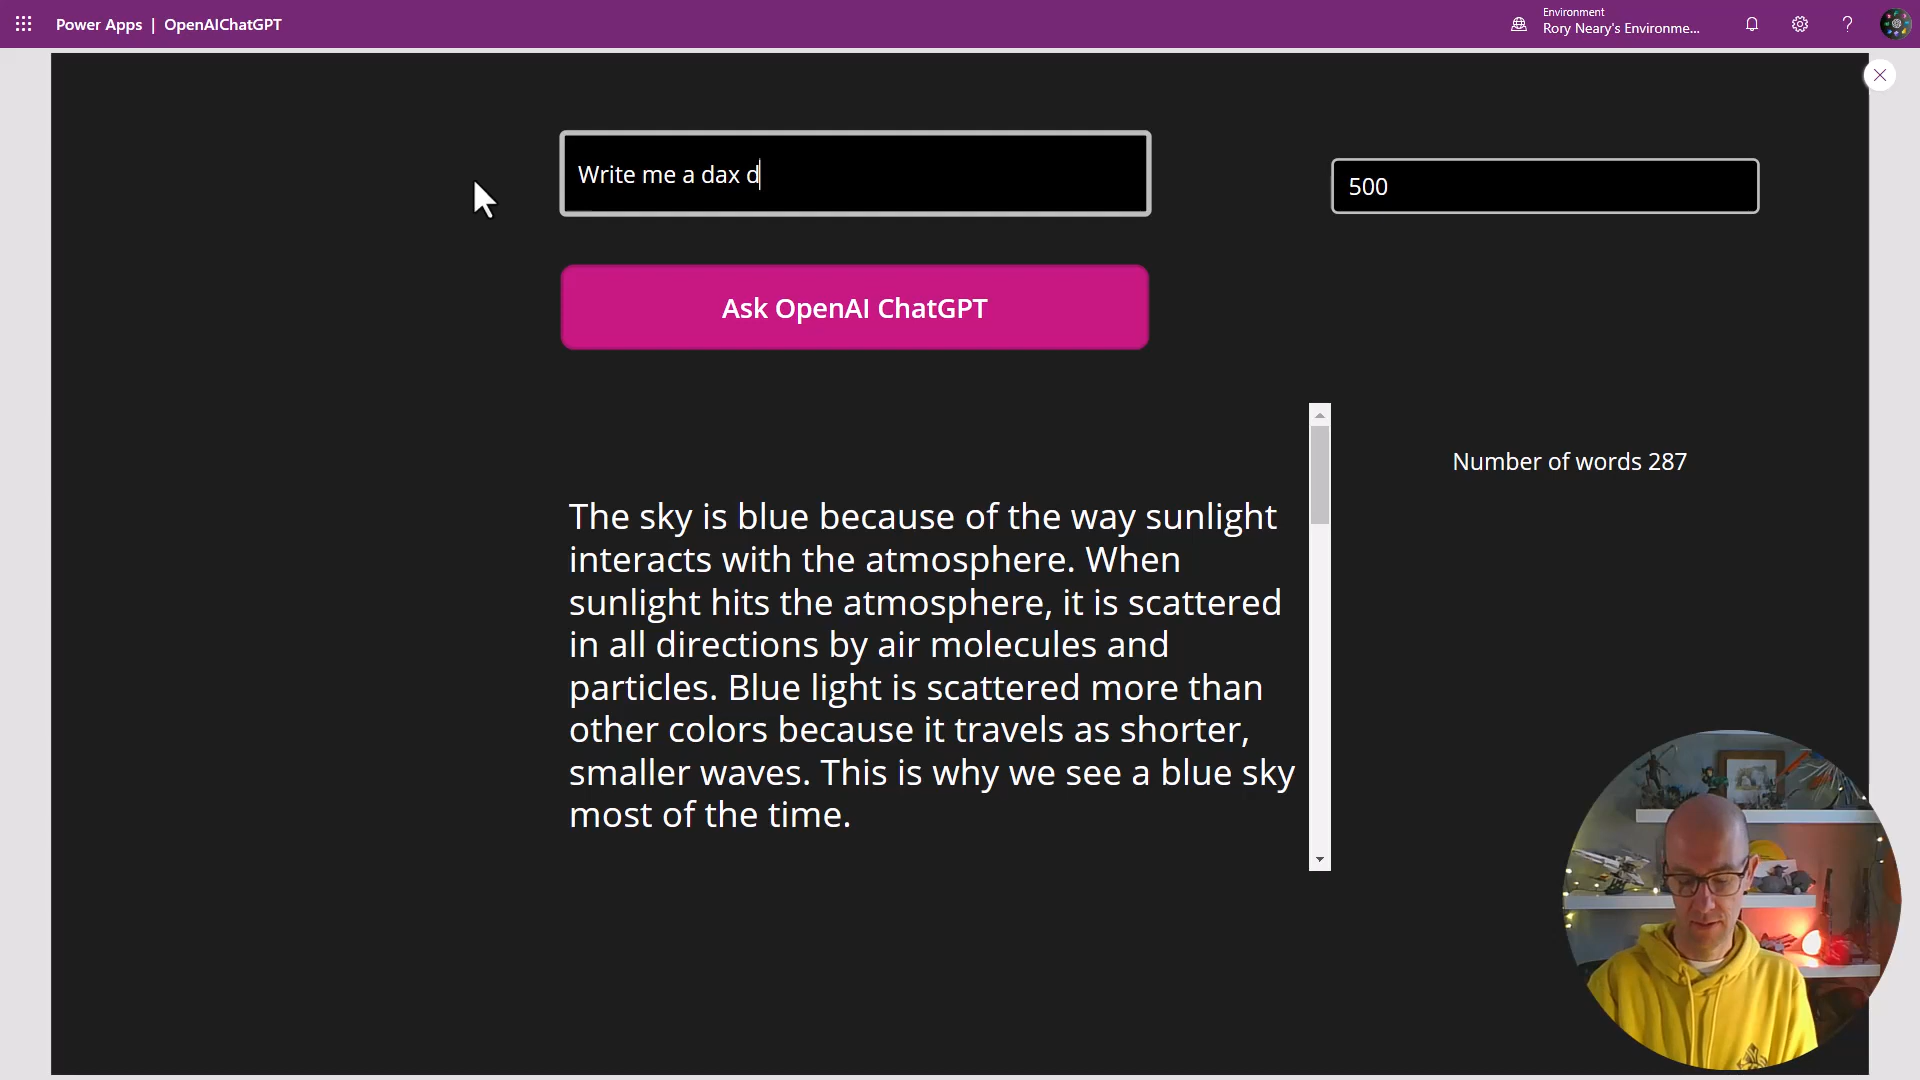 Power Apps | OpenAIChatGPT
Environment
Rory Neary's Environme...
Write me a dax d
500
Ask OpenAI ChatGPT
Number of words 287
The sky is blue because of the way sunlight
interacts with the atmosphere. When
sunlight hits the atmosphere, it is scattered
in all directions by air molecules and
particles. Blue light is scattered more than
other colors because it travels as shorter,
smaller waves. This is why we see a blue sky
most of the time.